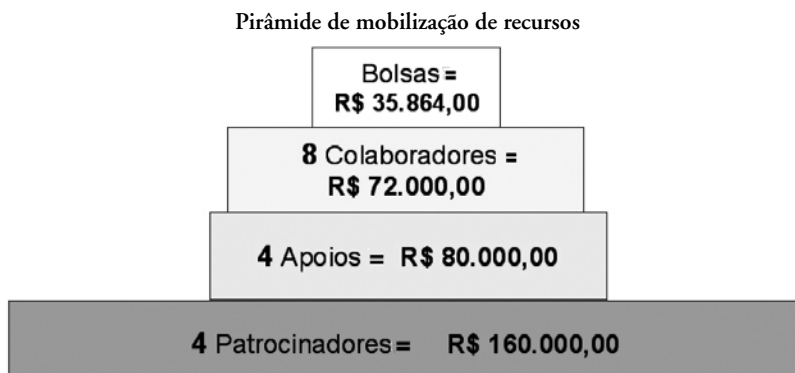 Pirâmide de mobilização de recursos
Bolsas =
R$ 35.864,00
8 Colaboradores =
R$ 72.000,00
4 Apoios = R$ 80.000,00
4 Patrocinadores = R$ 160.000,00